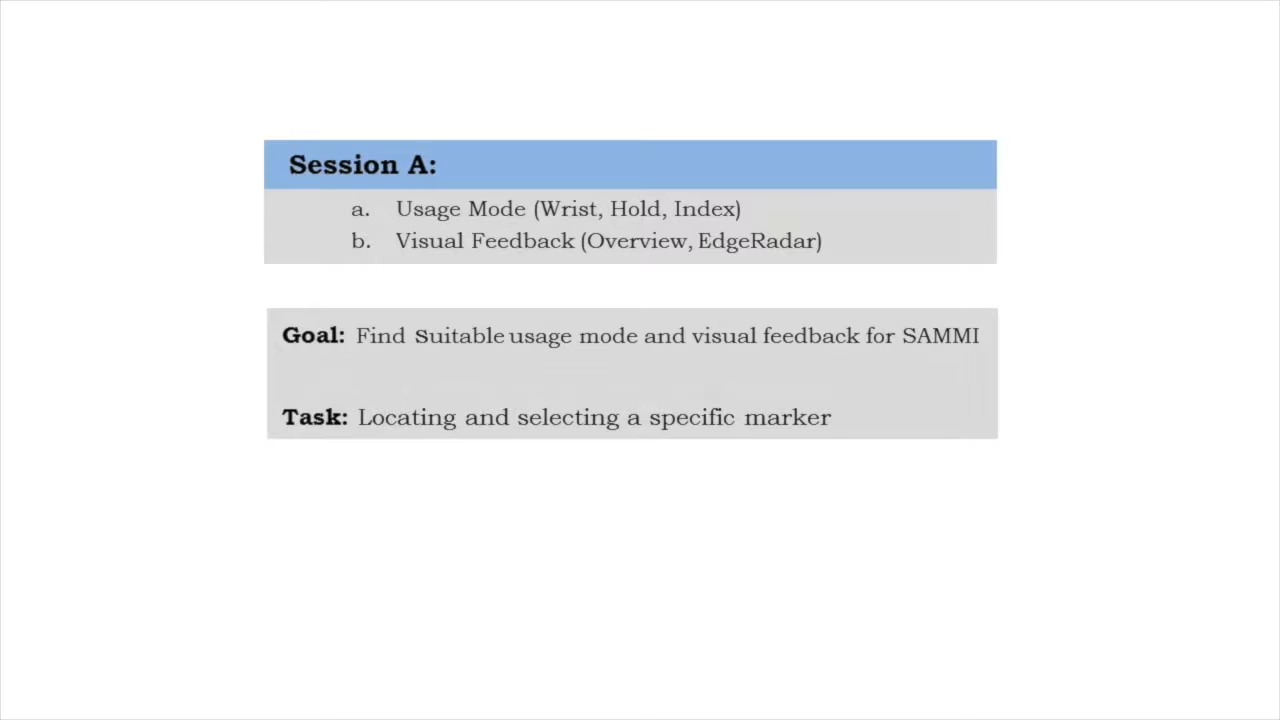 Session A:
a. Usage Mode (Wrist, Hold, Index)
b. Visual Feedback (Overview, EdgeRadar)
Goal: Find Suitable usage mode and visual feedback for SAMMI
Task: Locating and selecting a specific marker